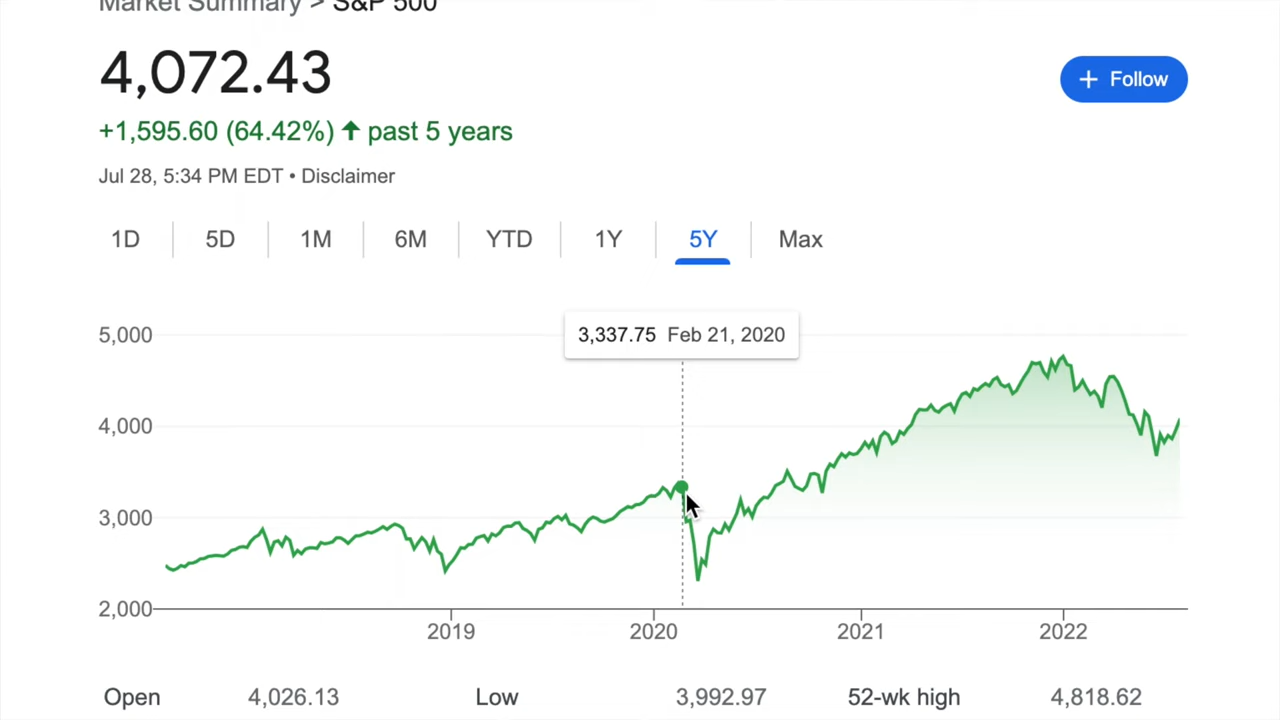 Market Summary > S&P 500
4,072.43
+ Follow
+1,595.60 (64.42%) ↑ past 5 years
Jul 28, 5:34 PM EDT • Disclaimer
1D 5D 1M 6M YTD 1Y 5Y Max
3,337.75 Feb 21, 2020
5,000
4,000
3,000
2,000
2019 2020 2021 2022
Open 4,026.13 Low 3,992.97 52-wk high 4,818.62